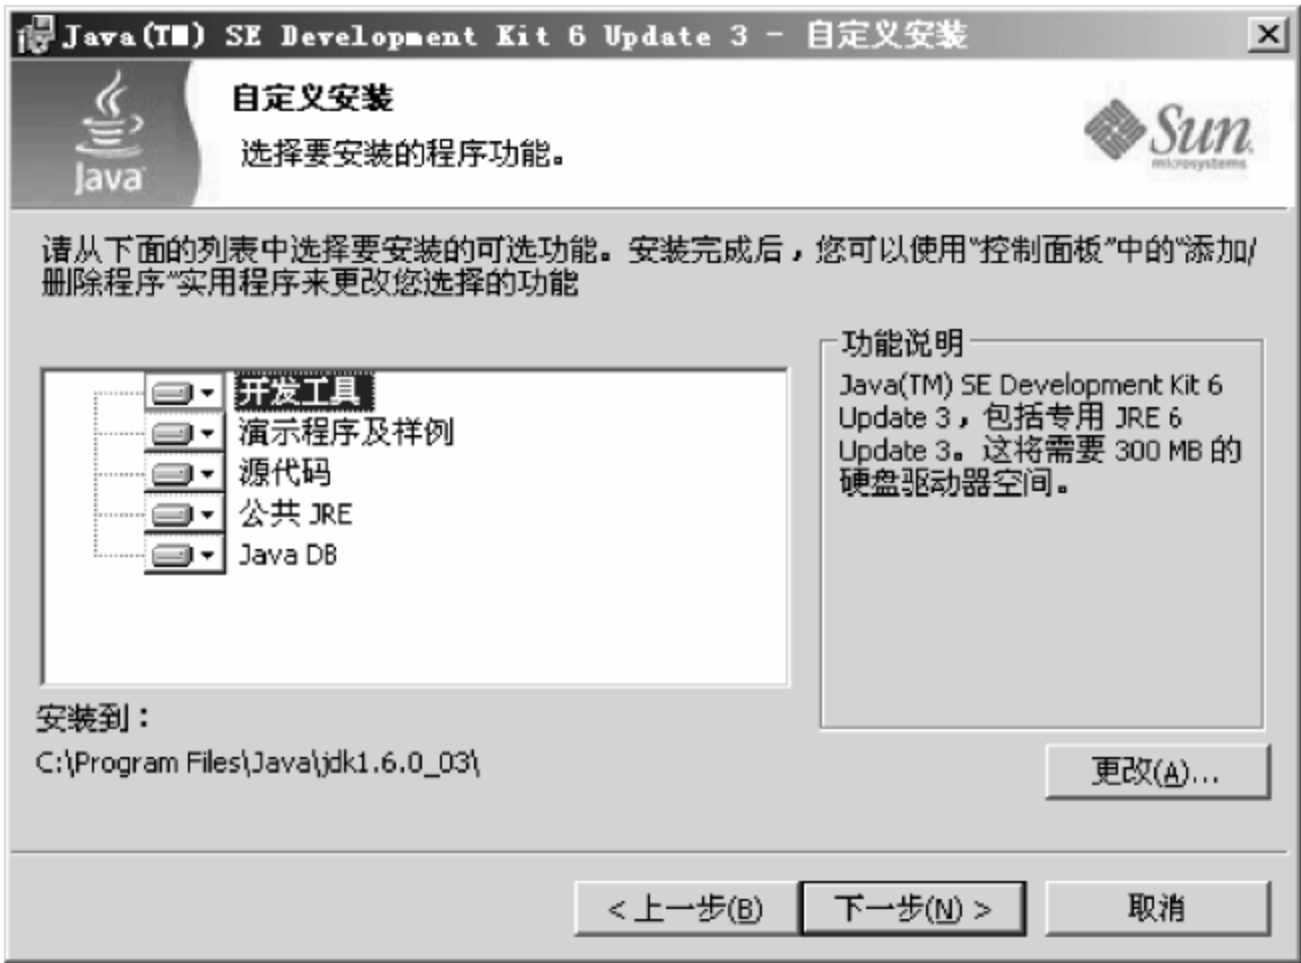 Java(TM) SE Development Kit 6 Update 3 - 自定义安装
Java
自定义安装
选择要安装的程序功能。
Sun
microsystems
请从下面的列表中选择要安装的可选功能。安装完成后，您可以使用“控制面板”中的“添加/
删除程序”实用程序来更改您选择的功能
开发工具
演示程序及样例
源代码
公共 JRE
Java DB
功能说明
Java(TM) SE Development Kit 6
Update 3，包括专用 JRE 6
Update 3。这将需要 300 MB 的
硬盘驱动器空间。
安装到：
C:\Program Files\Java\jdk1.6.0_03\
更改(A)...
< 上一步(B)
下一步(N) >
取消